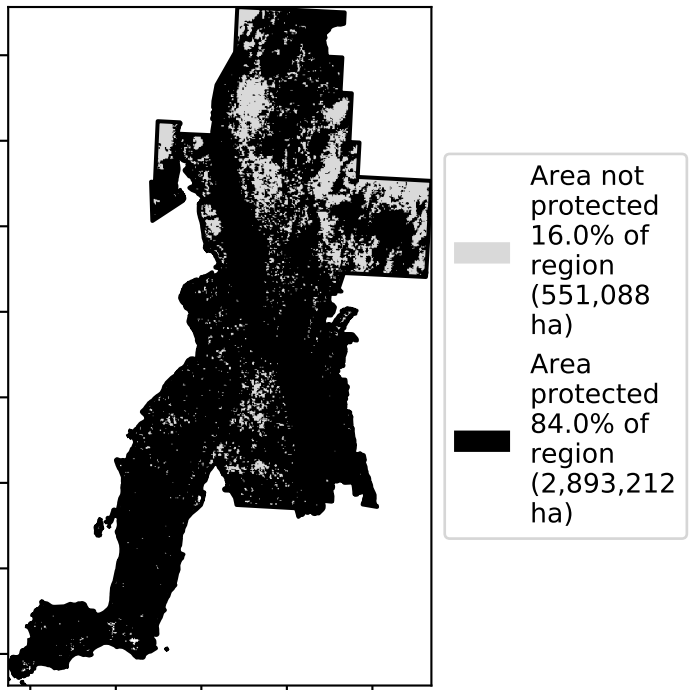 Area not
protected
16.0% of
region
(551,088
ha)
Area
protected
84.0% of
region
(2,893,212
ha)